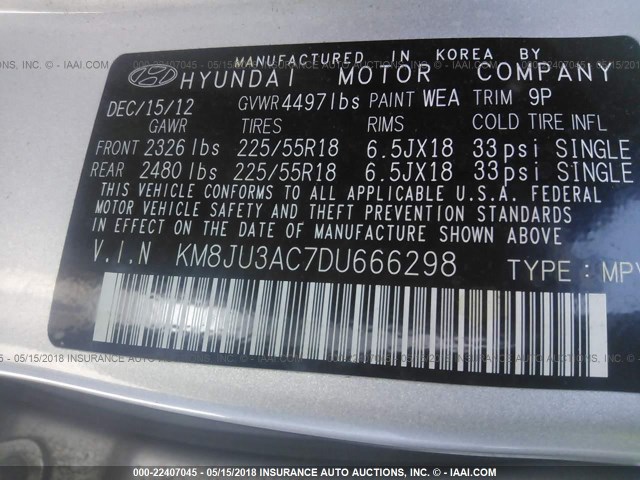 MANUFACTURED IN KOREA BY
HYUNDAI MOTOR COMPANY
DEC/15/12 GVWR 4497lbs PAINT WEA TRIM 9P
GAWR TIRES RIMS COLD TIRE INFL
FRONT 2326 lbs 225/55R18 6.5JX18 33psi SINGLE
REAR 2480 lbs 225/55R18 6.5JX18 33psi SINGLE
THIS VEHICLE CONFORMS TO ALL APPLICABLE U.S.A. FEDERAL
MOTOR VEHICLE SAFETY AND THEFT PREVENTION STANDARDS
IN EFFECT ON THE DATE OF MANUFACTURE SHOWN ABOVE.
V.I.N KM8JU3AC7DU666298 TYPE : MPV
000-22407045 - 05/15/2018 INSURANCE AUTO AUCTIONS, INC. - WWW.IAAI.COM